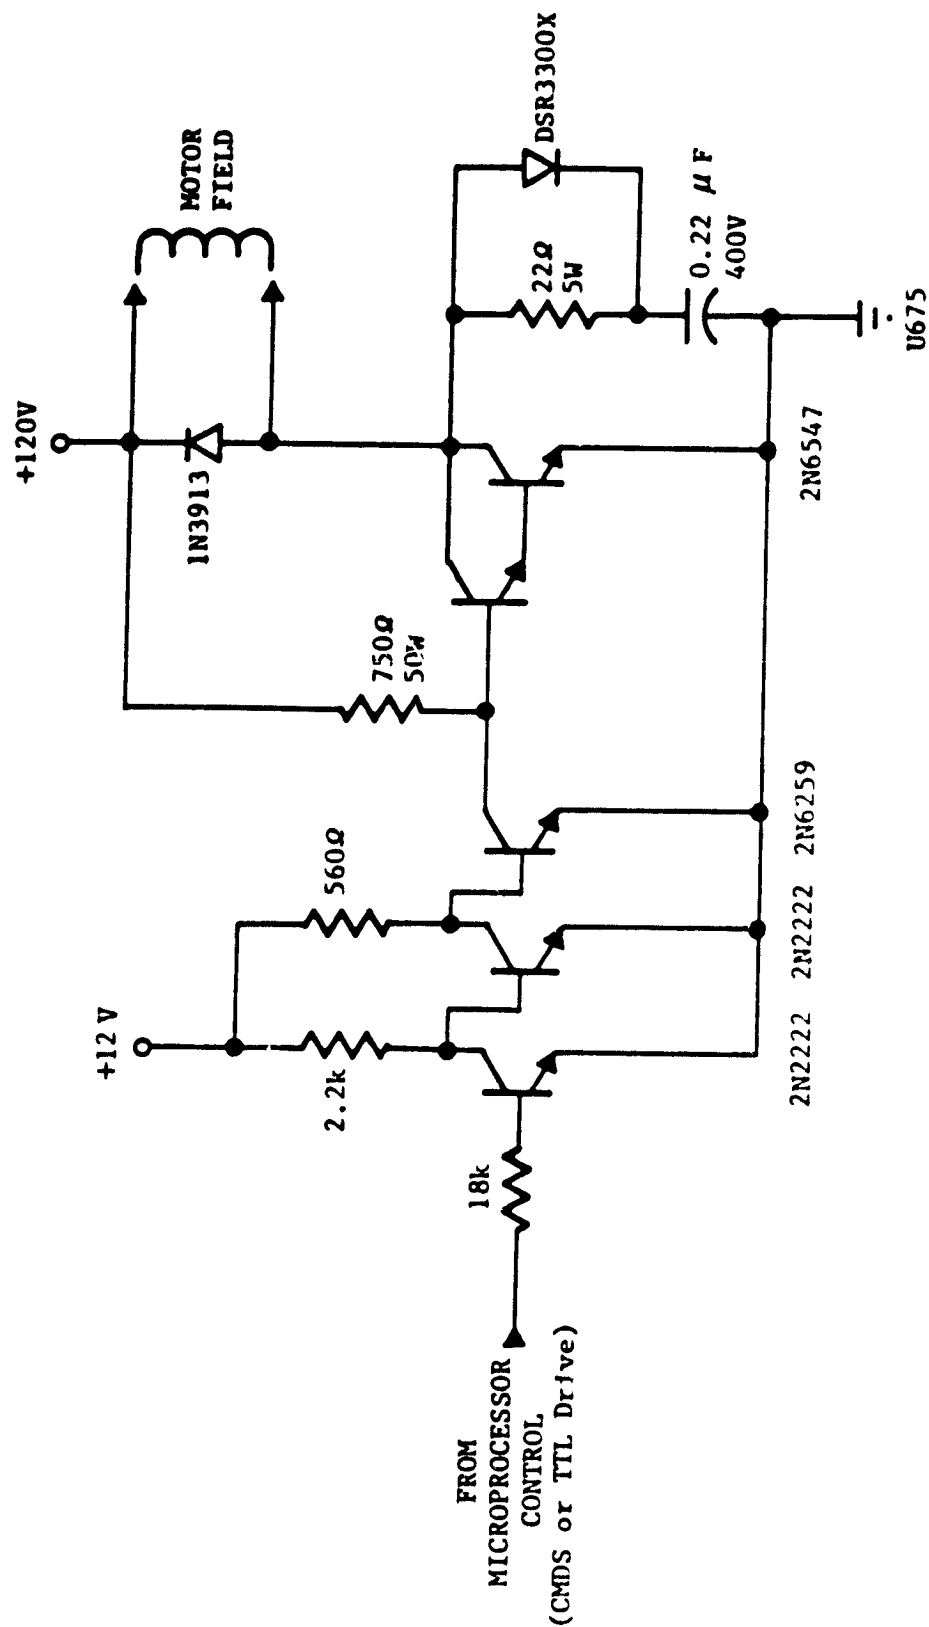 FROM
MICROPROCESSOR
CONTROL
(CMDS or TTL Drive)
18k
+12 V
2.2k
560Ω
2N2222
2N2222
2N6259
750Ω
50W
+120V
1N3913
MOTOR
FIELD
2N6547
22Ω
5W
DSR3300X
0.22 µF
400V
U675